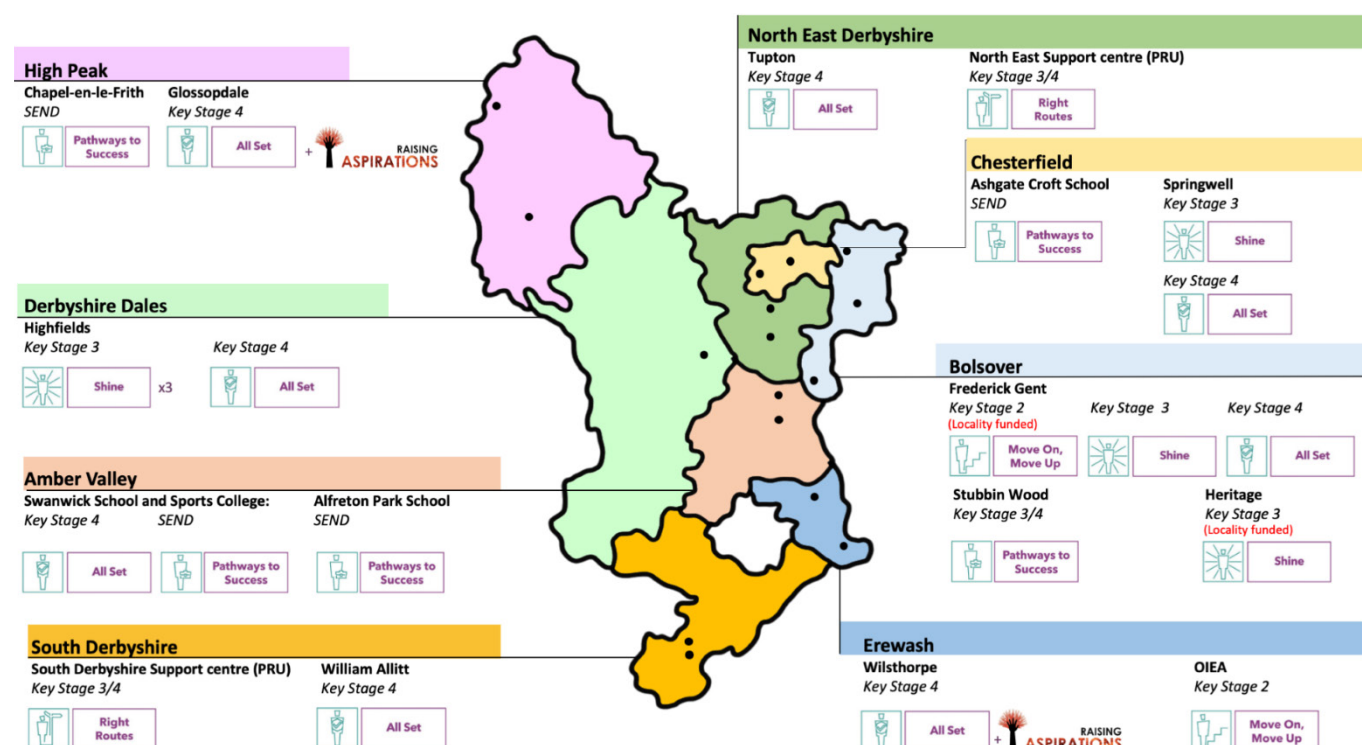 High Peak
Chapel-en-le-Frith
SEND
Pathways to
Success
Glossopdale
Key Stage 4
All Set
+
RAISING
ASPIRATIONS
Derbyshire Dales
Highfields
Key Stage 3
Shine
x3
Key Stage 4
All Set
Amber Valley
Swanwick School and Sports College:
Key Stage 4
All Set
SEND
Pathways to
Success
Alfreton Park School
SEND
Pathways to
Success
South Derbyshire
South Derbyshire Support centre (PRU)
Key Stage 3/4
Right
Routes
William Allitt
Key Stage 4
All Set
North East Derbyshire
Tupton
Key Stage 4
All Set
North East Support centre (PRU)
Key Stage 3/4
Right
Routes
Chesterfield
Ashgate Croft School
SEND
Pathways to
Success
Springwell
Key Stage 3
Shine
Key Stage 4
All Set
Bolsover
Frederick Gent
Key Stage 2
(Locality funded)
Move On,
Move Up
Key Stage 3
Shine
Key Stage 4
All Set
Stubbin Wood
Key Stage 3/4
Pathways to
Success
Heritage
Key Stage 3
(Locality funded)
Shine
Erewash
Wilsthorpe
Key Stage 4
All Set
+
RAISING
ASPIRATIONS
OIEA
Key Stage 2
Move On,
Move Up